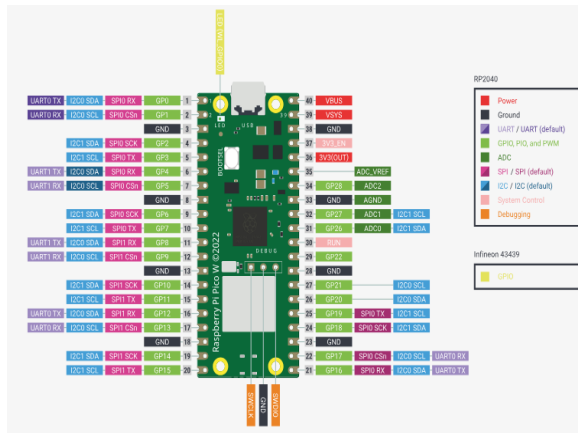 LED (WL_GPIO0)
UART0 TX I2C0 SDA SPI0 RX GP0 1
UART0 RX I2C0 SCL SPI0 CSn GP1 2
GND 3
I2C1 SDA SPI0 SCK GP2 4
I2C1 SCL SPI0 TX GP3 5
UART1 TX I2C0 SDA SPI0 RX GP4 6
UART1 RX I2C0 SCL SPI0 CSn GP5 7
GND 8
I2C1 SDA SPI0 SCK GP6 9
I2C1 SCL SPI0 TX GP7 10
UART1 TX I2C0 SDA SPI1 RX GP8 11
UART1 RX I2C0 SCL SPI1 CSn GP9 12
GND 13
I2C1 SDA SPI1 SCK GP10 14
I2C1 SCL SPI1 TX GP11 15
UART0 TX I2C0 SDA SPI1 RX GP12 16
UART0 RX I2C0 SCL SPI1 CSn GP13 17
GND 18
I2C1 SDA SPI1 SCK GP14 19
I2C1 SCL SPI1 TX GP15 20
LED USB
BOOTSEL
DEBUG
Raspberry Pi Pico W ©2022
40 VBUS
39 VSYS
38 GND
37 3V3_EN
36 3V3(OUT)
35 ADC_VREF
34 GP28 ADC2
33 GND AGND
32 GP27 ADC1 I2C1 SCL
31 GP26 ADC0 I2C1 SDA
30 RUN
29 GP22
28 GND
27 GP21 I2C0 SCL
26 GP20 I2C0 SDA
25 GP19 SPI0 TX I2C1 SCL
24 GP18 SPI0 SCK I2C1 SDA
23 GND
22 GP17 SPI0 CSn I2C0 SCL UART0 RX
21 GP16 SPI0 RX I2C0 SDA UART0 TX
SWCLK
GND
SWDIO
RP2040
Power
Ground
UART / UART (default)
GPIO, PIO, and PWM
ADC
SPI / SPI (default)
I2C / I2C (default)
System Control
Debugging
Infineon 43439
GPIO